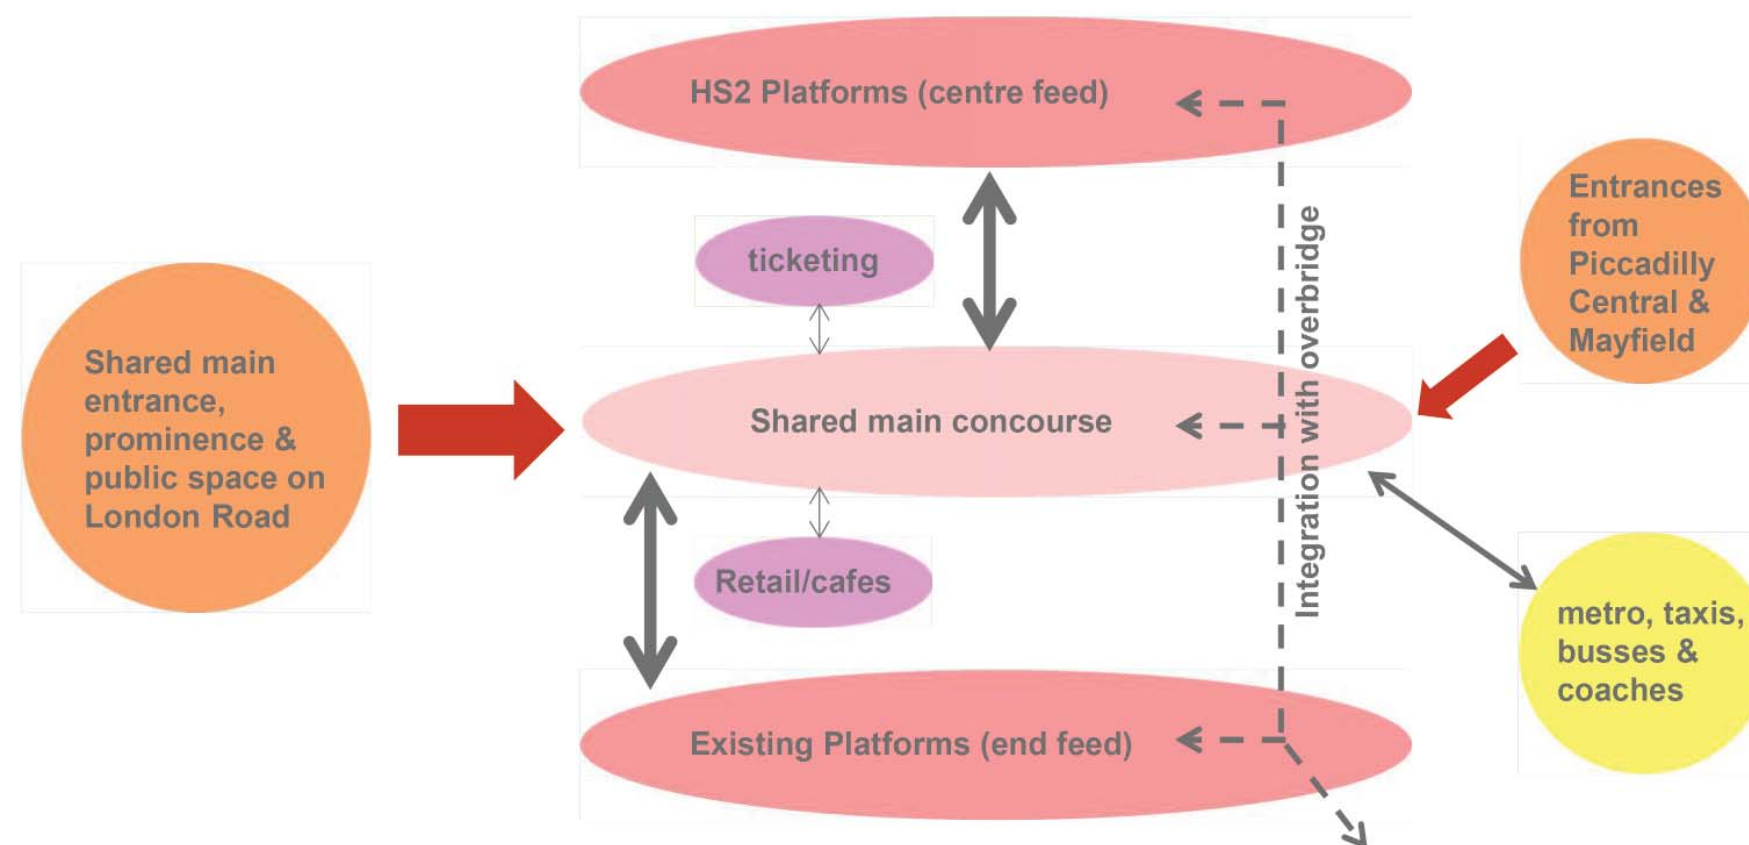 HS2 Platforms (centre feed)
Entrances
from
Piccadilly
Central &
Mayfield
ticketing
Integration with overbridge
Shared main
entrance,
prominence &
public space on
London Road
Shared main concourse
Retail/cafes
metro, taxis,
busses &
coaches
Existing Platforms (end feed)